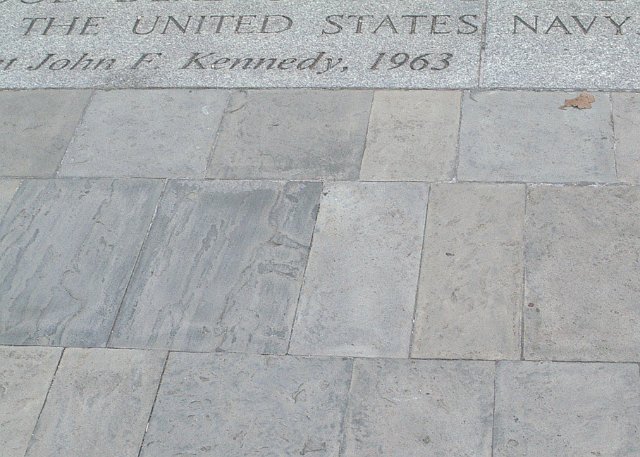 THE UNITED STATES NAVY
John F. Kennedy, 1963